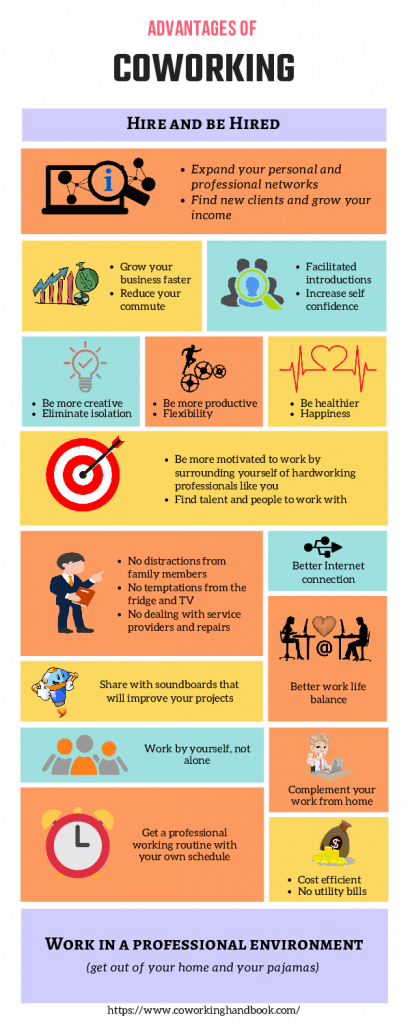 ADVANTAGES OF
COWORKING
HIRE AND BE HIRED
i
• Expand your personal and
professional networks
• Find new clients and grow your
income
• Grow your
business faster
• Reduce your
commute
• Facilitated
introductions
• Increase self
confidence
• Be more creative
• Eliminate isolation
• Be more productive
• Flexibility
• Be healthier
• Happiness
• Be more motivated to work by
surrounding yourself of hardworking
professionals like you
• Find talent and people to work with
• No distractions from
family members
• No temptations from the
fridge and TV
• No dealing with service
providers and repairs
Better Internet
connection
@
Better work life
balance
Share with soundboards that
will improve your projects
Work by yourself, not
alone
Complement your
work from home
Get a professional
working routine with
your own schedule
$
• Cost efficient
• No utility bills
WORK IN A PROFESSIONAL ENVIRONMENT
(get out of your home and your pajamas)
https://www.coworkinghandbook.com/